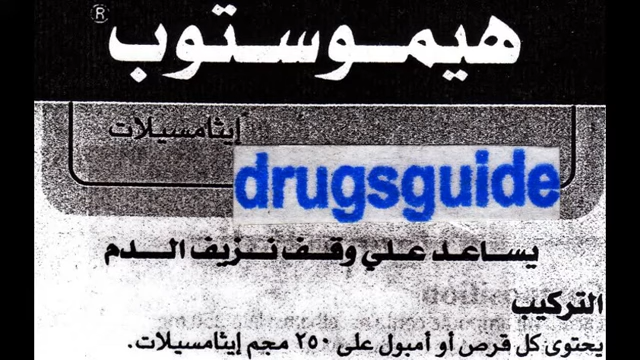 هيموستوب ®
إيثامسيلات
drugsguide
يساعد علي وقف نزيف الدم
التركيب
يحتوى كل قرص أو أمبول على ٢٥٠ مجم إيثامسيلات.